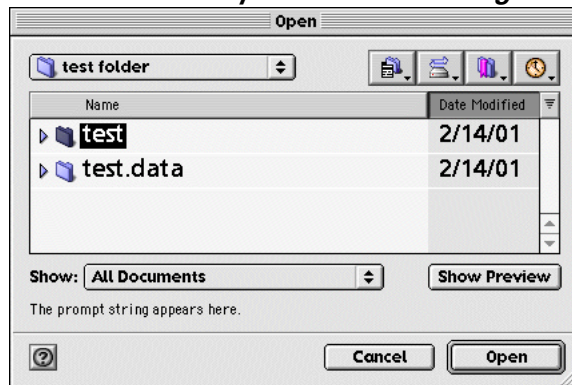 Open
test folder
Name Date Modified
test 2/14/01
test.data 2/14/01
Show: All Documents Show Preview
The prompt string appears here.
? Cancel Open